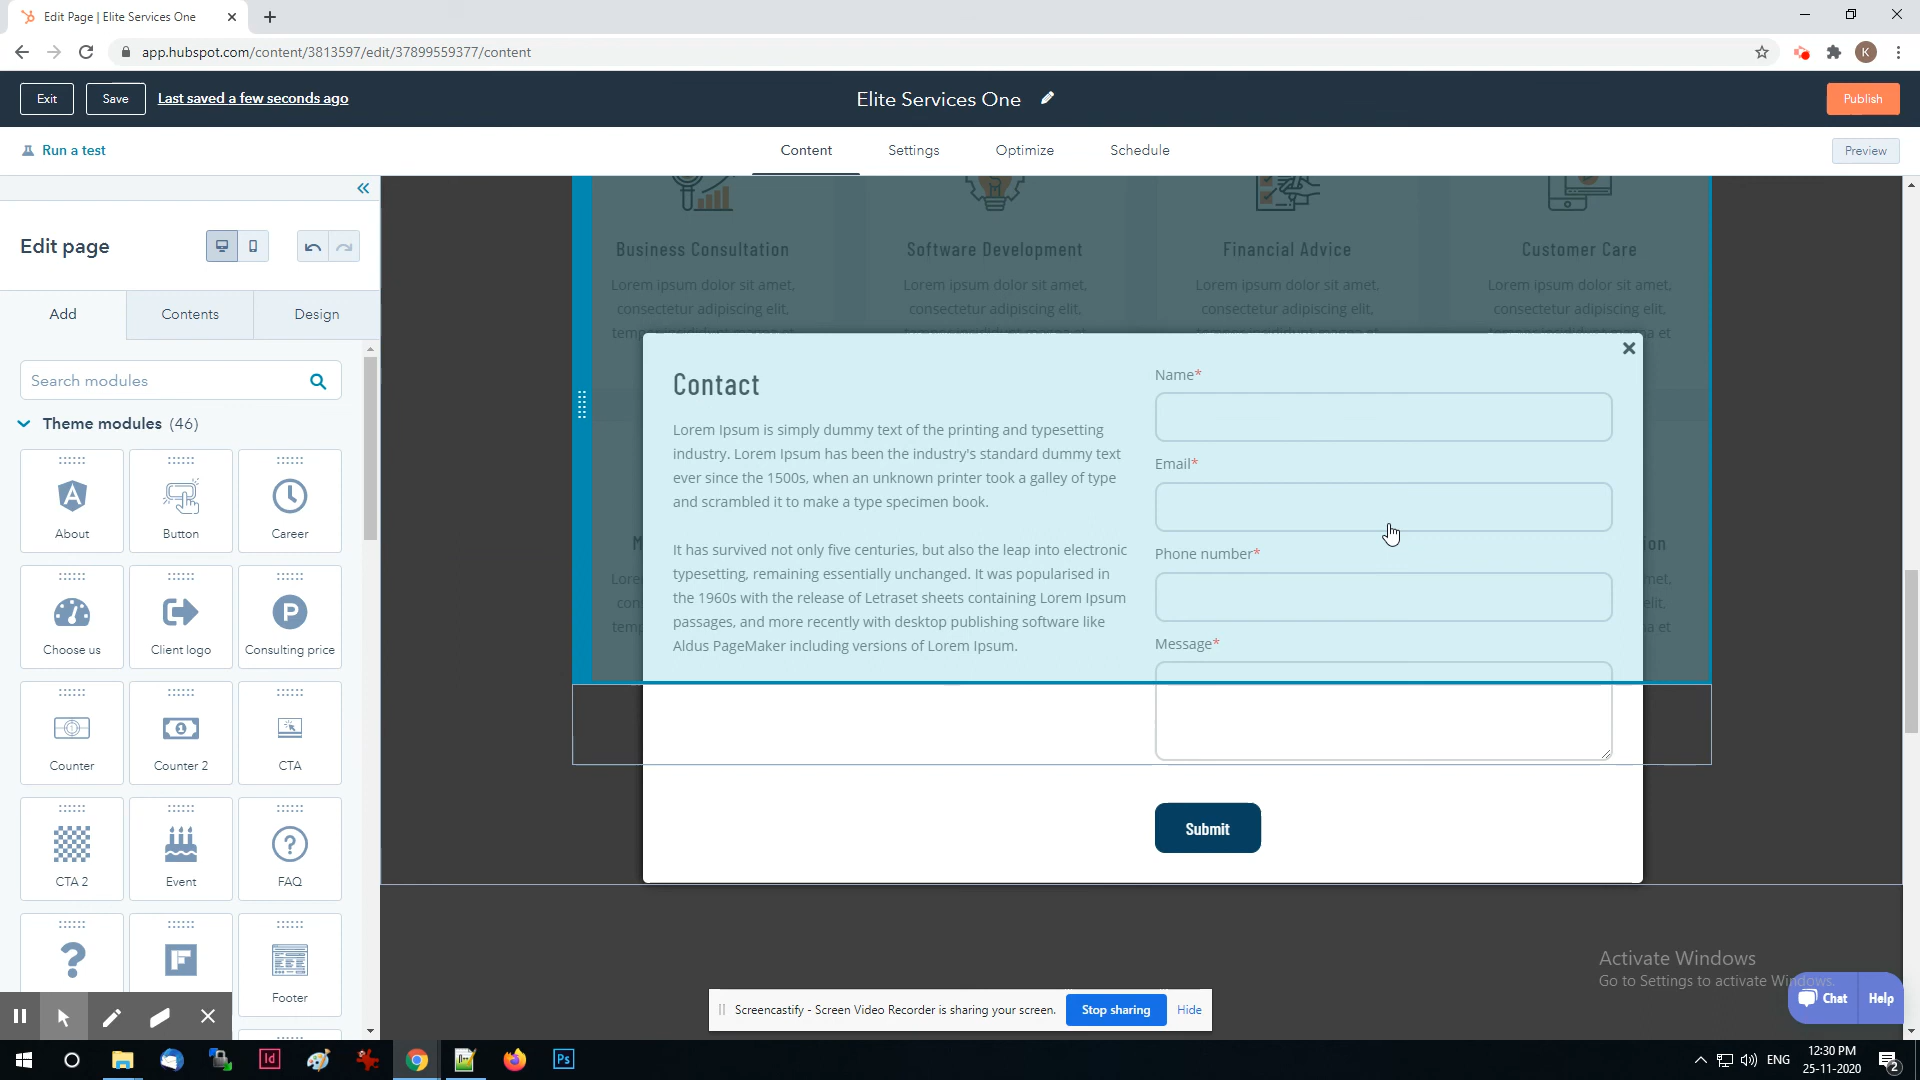 Edit Page | Elite Services One
app.hubspot.com/content/3813597/edit/37899559377/content
K
Exit
Save
Last saved a few seconds ago
Elite Services One
Publish
Run a test
Content
Settings
Optimize
Schedule
Preview
Edit page
Add
Contents
Design
Search modules
Theme modules (46)
About
Button
Career
Choose us
Client logo
Consulting price
Counter
Counter 2
CTA
CTA 2
Event
FAQ
Footer
Business Consultation
Software Development
Financial Advice
Customer Care
Lorem ipsum dolor sit amet,
consectetur adipiscing elit,
Lorem ipsum dolor sit amet,
consectetur adipiscing elit,
Lorem ipsum dolor sit amet,
consectetur adipiscing elit,
Lorem ipsum dolor sit amet,
consectetur adipiscing elit,
Contact
Lorem Ipsum is simply dummy text of the printing and typesetting
industry. Lorem Ipsum has been the industry's standard dummy text
ever since the 1500s, when an unknown printer took a galley of type
and scrambled it to make a type specimen book.
It has survived not only five centuries, but also the leap into electronic
typesetting, remaining essentially unchanged. It was popularised in
the 1960s with the release of Letraset sheets containing Lorem Ipsum
passages, and more recently with desktop publishing software like
Aldus PageMaker including versions of Lorem Ipsum.
Name*
Email*
Phone number*
Message*
Submit
Activate Windows
Go to Settings to activate Windows.
Chat
Help
Screencastify - Screen Video Recorder is sharing your screen.
Stop sharing
Hide
Id
Ps
ENG
12:30 PM
25-11-2020
2